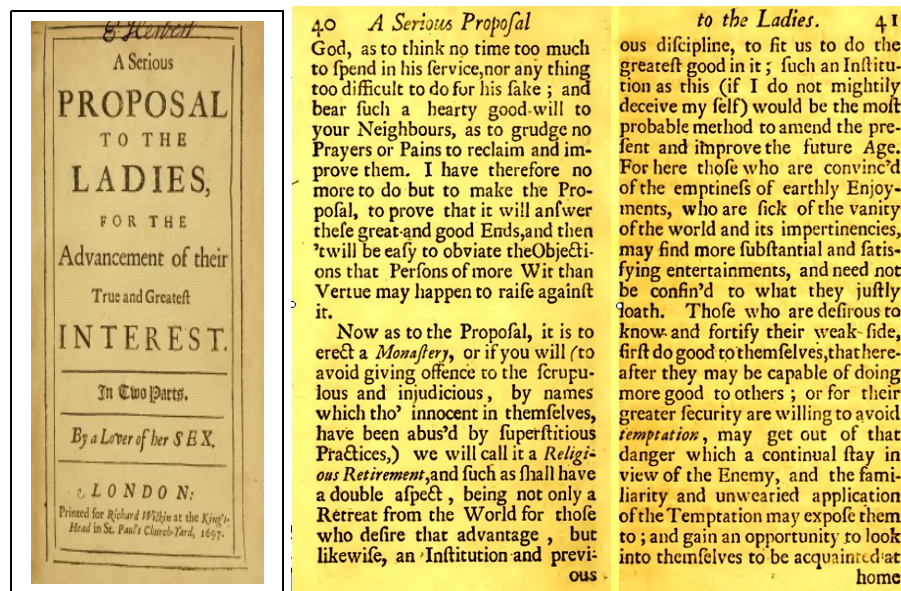 E Herbert
A Serious
PROPOSAL
TO THE
LADIES,
FOR THE
Advancement of their
True and Greateſt
INTEREST.
In Two Parts.
By a Lover of her SEX.
LONDON:
Printed for Richard Wilkin at the King's-
Head in St. Paul's Church-Yard, 1697.
40 A Serious Propoſal
God, as to think no time too much
to ſpend in his ſervice,nor any thing
too difficult to do for his ſake ; and
bear ſuch a hearty good-will to
your Neighbours, as to grudge no
Prayers or Pains to reclaim and im-
prove them. I have therefore no
more to do but to make the Pro-
poſal, to prove that it will anſwer
theſe great and good Ends,and then
'twill be eaſy to obviate theObjecti-
ons that Perſons of more Wit than
Vertue may happen to raiſe againſt
it.
Now as to the Propoſal, it is to
erect a Monaſtery, or if you will (to
avoid giving offence to the ſcrupu-
lous and injudicious, by names
which tho' innocent in themſelves,
have been abus'd by ſuperſtitious
Practices,) we will call it a Religi-
ous Retirement,and ſuch as ſhall have
a double aſpect , being not only a
Retreat from the World for thoſe
who deſire that advantage , but
likewiſe, an Inſtitution and previ-
ous
to the Ladies. 41
ous diſcipline, to fit us to do the
greateſt good in it ; ſuch an Inſtitu-
tion as this (if I do not mightily
deceive my ſelf) would be the moſt
probable method to amend the pre-
ſent and improve the future Age.
For here thoſe who are convinc'd
of the emptineſs of earthly Enjoy-
ments, who are ſick of the vanity
of the world and its impertinencies,
may find more ſubſtantial and ſatis-
fying entertainments, and need not
be confin'd to what they juſtly
loath. Thoſe who are deſirous to
know and fortify their weak ſide,
firſt do good to themſelves,that here-
after they may be capable of doing
more good to others ; or for their
greater ſecurity are willing to avoid
temptation, may get out of that
danger which a continual ſtay in
view of the Enemy, and the fami-
liarity and unwearied application
of the Temptation may expoſe them
to ; and gain an opportunity to look
into themſelves to be acquainted at
home